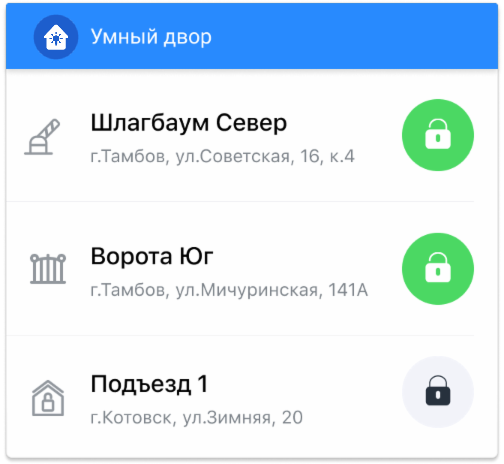 Умный двор
Шлагбаум Север
г.Тамбов, ул.Советская, 16, к.4
Ворота Юг
г.Тамбов, ул.Мичуринская, 141А
Подъезд 1
г.Котовск, ул.Зимняя, 20